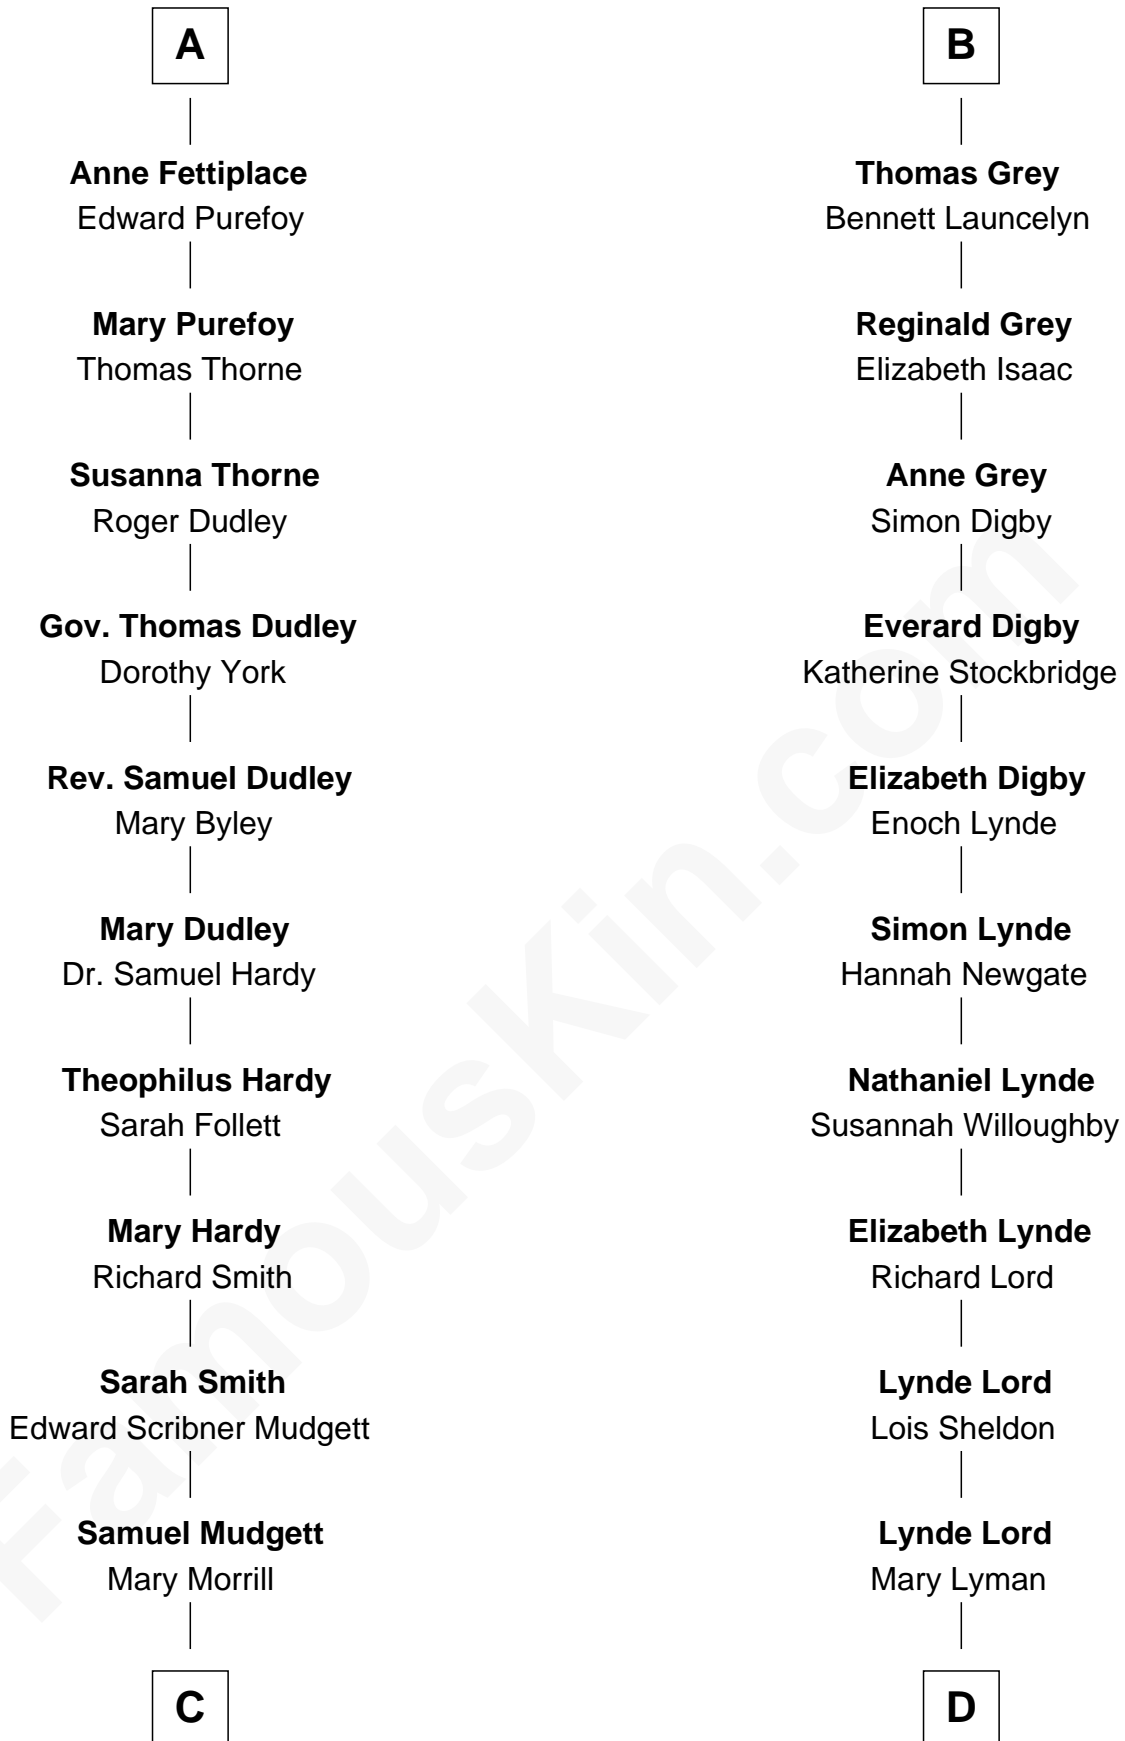 A
Anne Fettiplace
Edward Purefoy
Mary Purefoy
Thomas Thorne
Susanna Thorne
Roger Dudley
Gov. Thomas Dudley
Dorothy York
Rev. Samuel Dudley
Mary Byley
Mary Dudley
Dr. Samuel Hardy
Theophilus Hardy
Sarah Follett
Mary Hardy
Richard Smith
Sarah Smith
Edward Scribner Mudgett
Samuel Mudgett
Mary Morrill
C
B
Thomas Grey
Bennett Launcelyn
Reginald Grey
Elizabeth Isaac
Anne Grey
Simon Digby
Everard Digby
Katherine Stockbridge
Elizabeth Digby
Enoch Lynde
Simon Lynde
Hannah Newgate
Nathaniel Lynde
Susannah Willoughby
Elizabeth Lynde
Richard Lord
Lynde Lord
Lois Sheldon
Lynde Lord
Mary Lyman
D
FamousKin.com